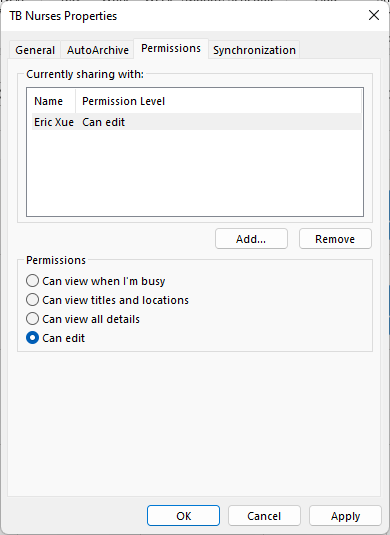 TB Nurses Properties
General AutoArchive Permissions Synchronization
Currently sharing with:
Name Permission Level
Eric Xue Can edit
Add... Remove
Permissions
Can view when I'm busy
Can view titles and locations
Can view all details
Can edit
OK Cancel Apply